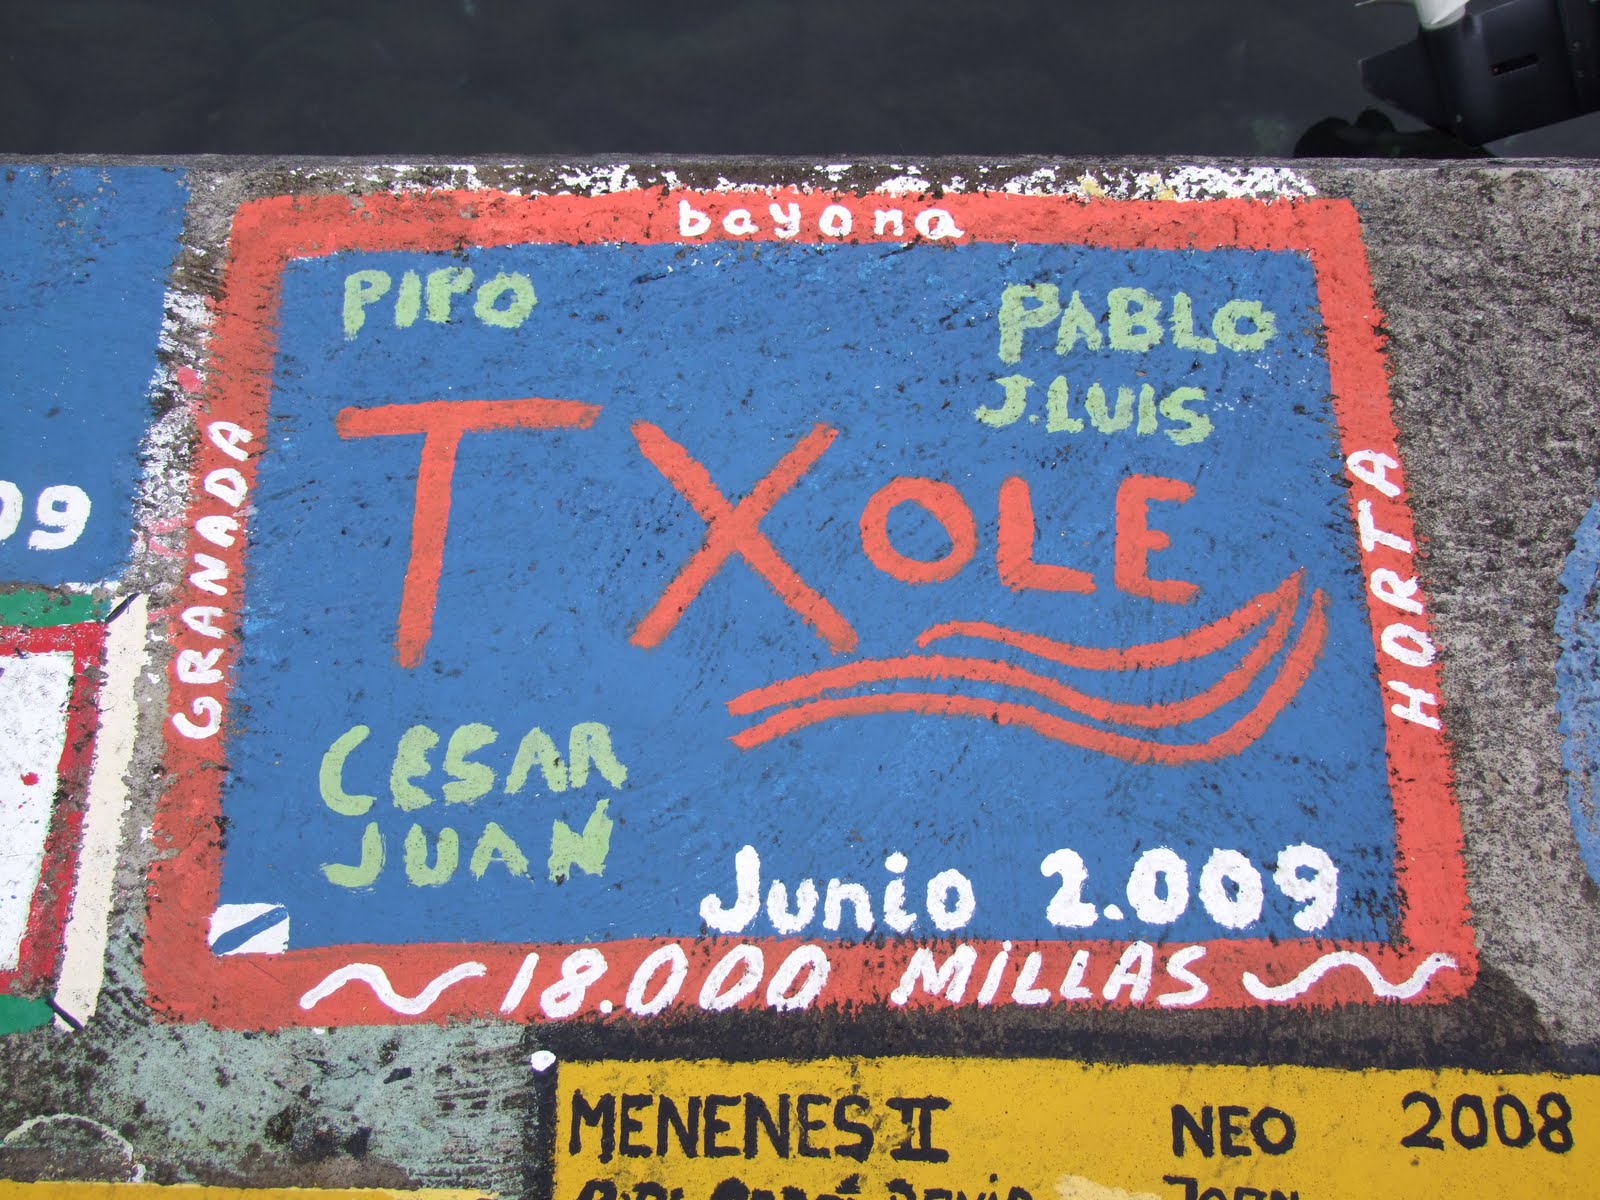 bayona
PIPO
PABLO
J.LUIS
TXOLE
GRANADA
HORTA
CESAR
JUAN
Junio 2.009
~18.000 MILLAS~
09
MENENES II NEO 2008